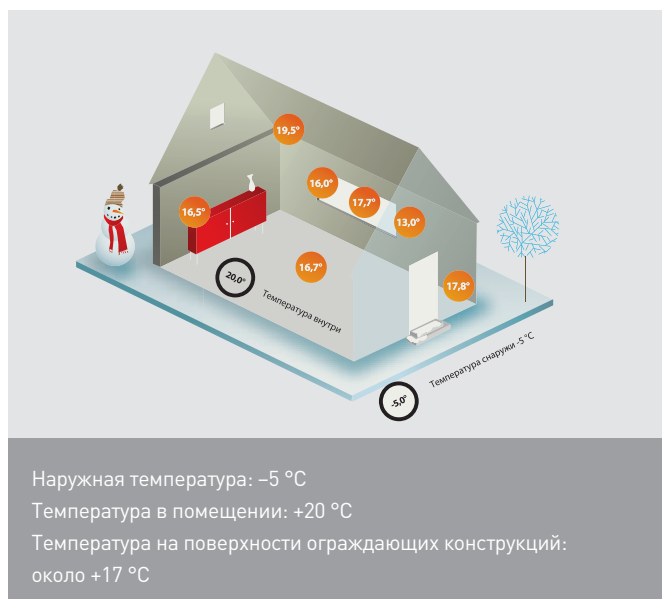 19,5°
16,0°
17,7°
13,0°
16,5°
16,7°
20,0°
Температура внутри
17,8°
Температура снаружи -5 °C
-5,0°
Наружная температура: –5 °C
Температура в помещении: +20 °C
Температура на поверхности ограждающих конструкций:
около +17 °C